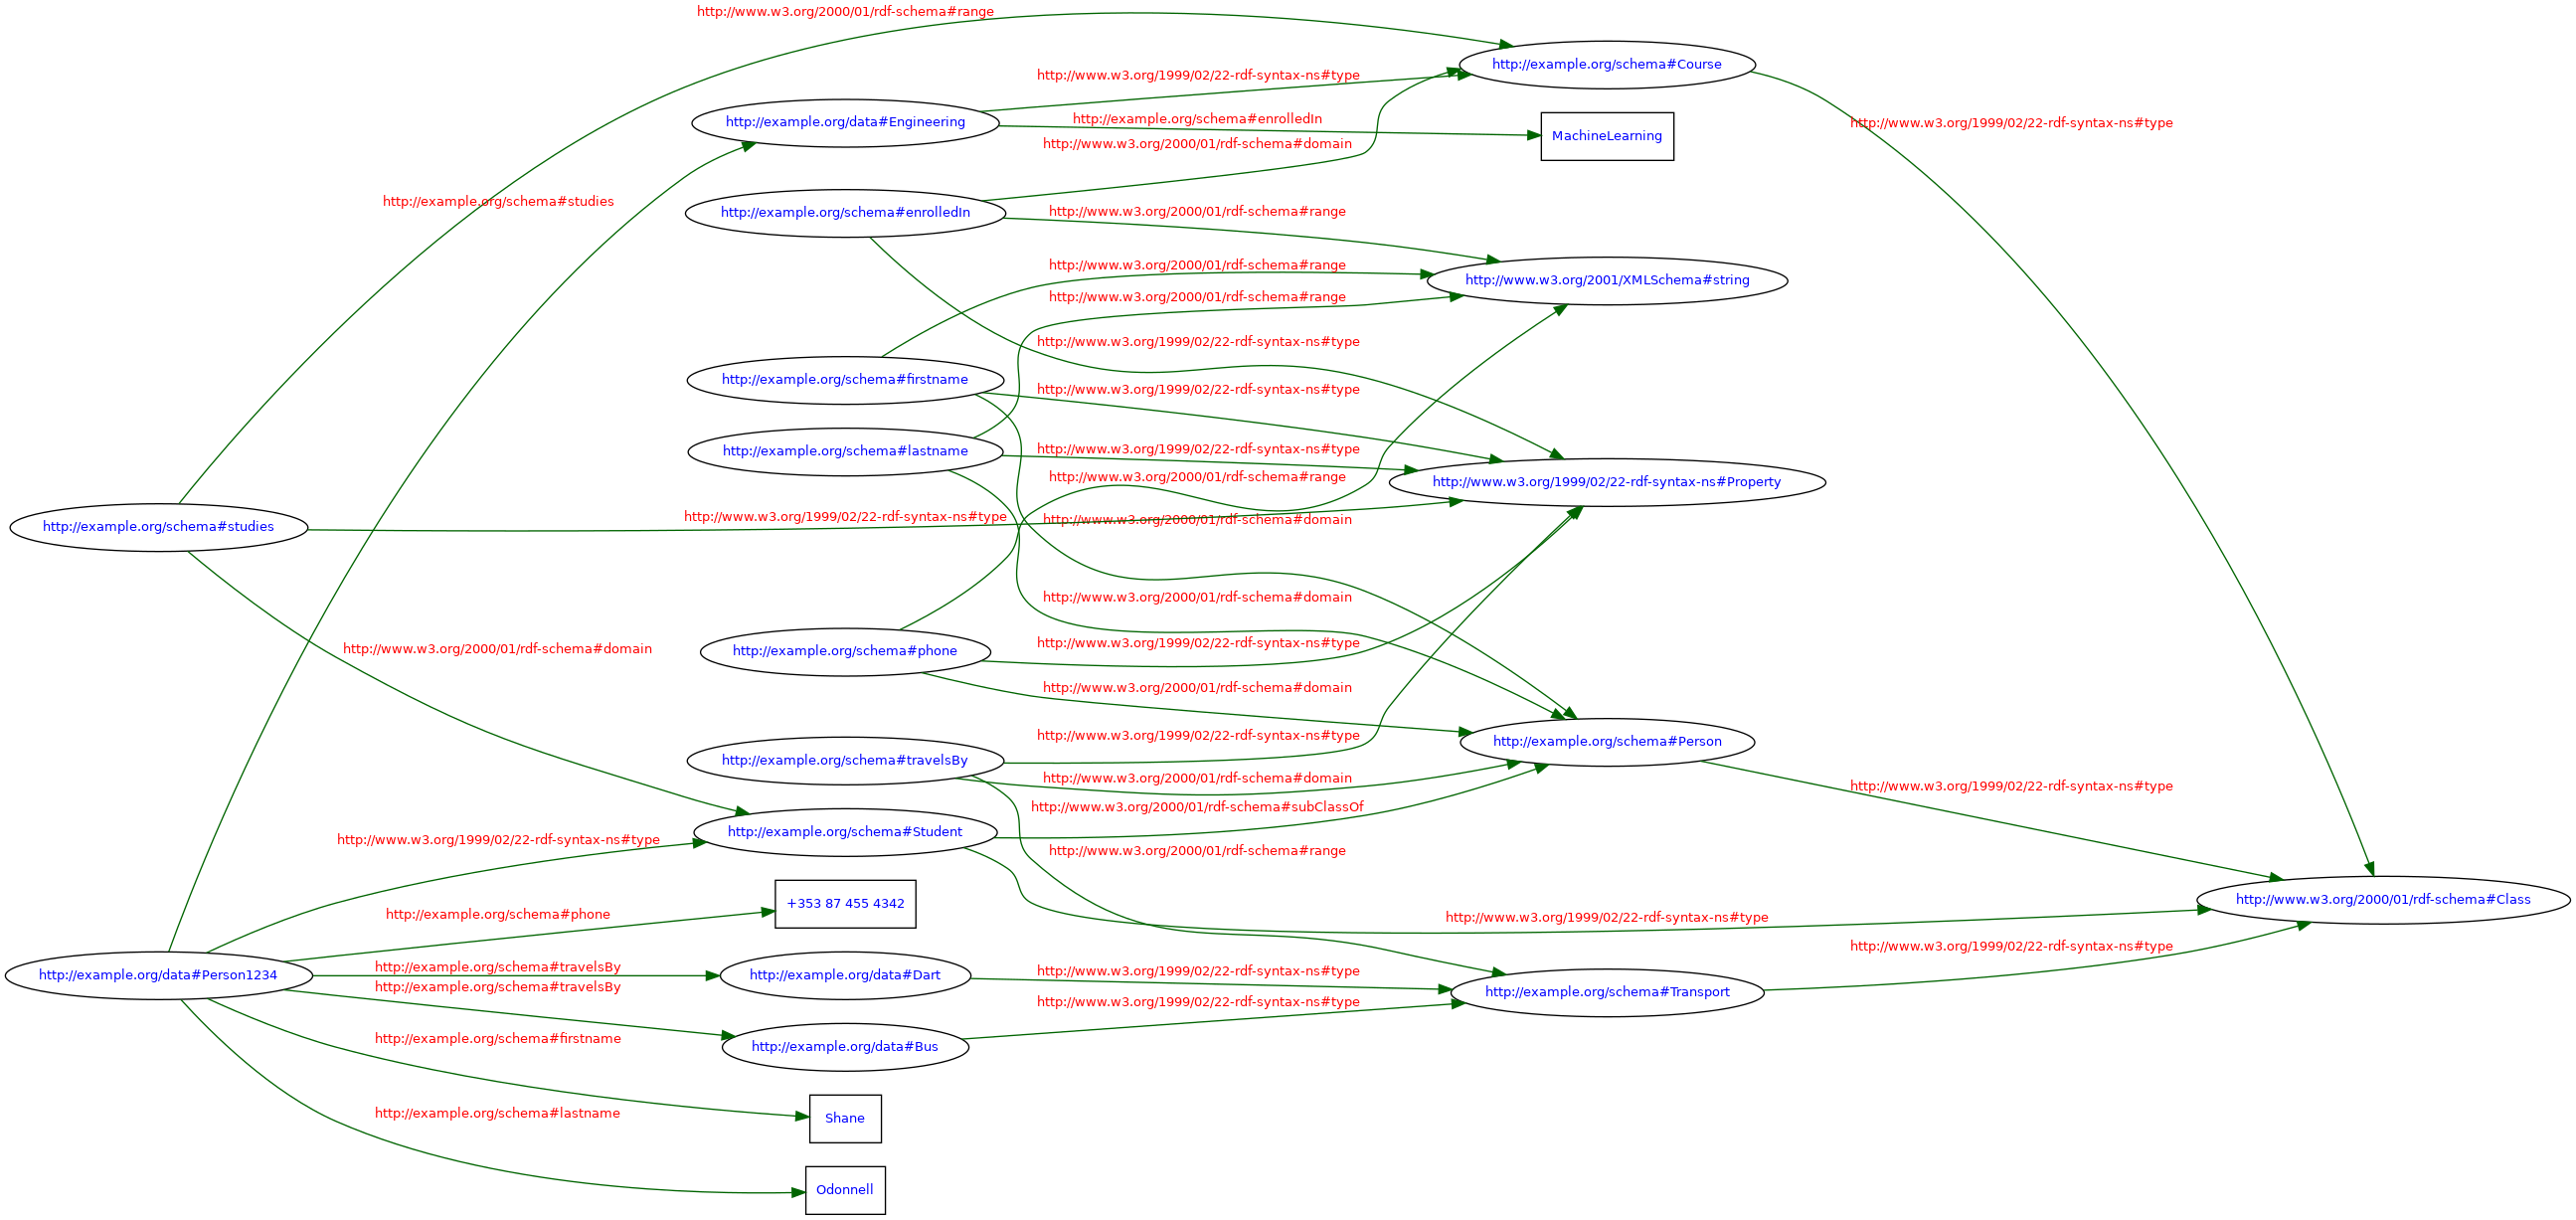 http://www.w3.org/2000/01/rdf-schema#range
http://example.org/schema#Course
http://www.w3.org/1999/02/22-rdf-syntax-ns#type
http://example.org/data#Engineering
http://example.org/schema#enrolledIn
http://www.w3.org/1999/02/22-rdf-syntax-ns#type
MachineLearning
http://www.w3.org/2000/01/rdf-schema#domain
http://example.org/schema#studies
http://example.org/schema#enrolledIn
http://www.w3.org/2000/01/rdf-schema#range
http://www.w3.org/2000/01/rdf-schema#range
http://www.w3.org/2001/XMLSchema#string
http://www.w3.org/2000/01/rdf-schema#range
http://www.w3.org/1999/02/22-rdf-syntax-ns#type
http://example.org/schema#firstname
http://www.w3.org/1999/02/22-rdf-syntax-ns#type
http://example.org/schema#lastname
http://www.w3.org/1999/02/22-rdf-syntax-ns#type
http://www.w3.org/2000/01/rdf-schema#range
http://www.w3.org/1999/02/22-rdf-syntax-ns#Property
http://example.org/schema#studies
http://www.w3.org/1999/02/22-rdf-syntax-ns#type
http://www.w3.org/2000/01/rdf-schema#domain
http://www.w3.org/2000/01/rdf-schema#domain
http://www.w3.org/2000/01/rdf-schema#domain
http://example.org/schema#phone
http://www.w3.org/1999/02/22-rdf-syntax-ns#type
http://www.w3.org/2000/01/rdf-schema#domain
http://www.w3.org/1999/02/22-rdf-syntax-ns#type
http://example.org/schema#Person
http://example.org/schema#travelsBy
http://www.w3.org/2000/01/rdf-schema#domain
http://www.w3.org/1999/02/22-rdf-syntax-ns#type
http://www.w3.org/2000/01/rdf-schema#subClassOf
http://example.org/schema#Student
http://www.w3.org/1999/02/22-rdf-syntax-ns#type
http://www.w3.org/2000/01/rdf-schema#range
http://example.org/schema#phone
+353 87 455 4342
http://www.w3.org/1999/02/22-rdf-syntax-ns#type
http://www.w3.org/2000/01/rdf-schema#Class
http://www.w3.org/1999/02/22-rdf-syntax-ns#type
http://example.org/data#Person1234
http://example.org/schema#travelsBy
http://example.org/data#Dart
http://www.w3.org/1999/02/22-rdf-syntax-ns#type
http://example.org/schema#travelsBy
http://example.org/schema#Transport
http://www.w3.org/1999/02/22-rdf-syntax-ns#type
http://example.org/schema#firstname
http://example.org/data#Bus
http://example.org/schema#lastname
Shane
Odonnell